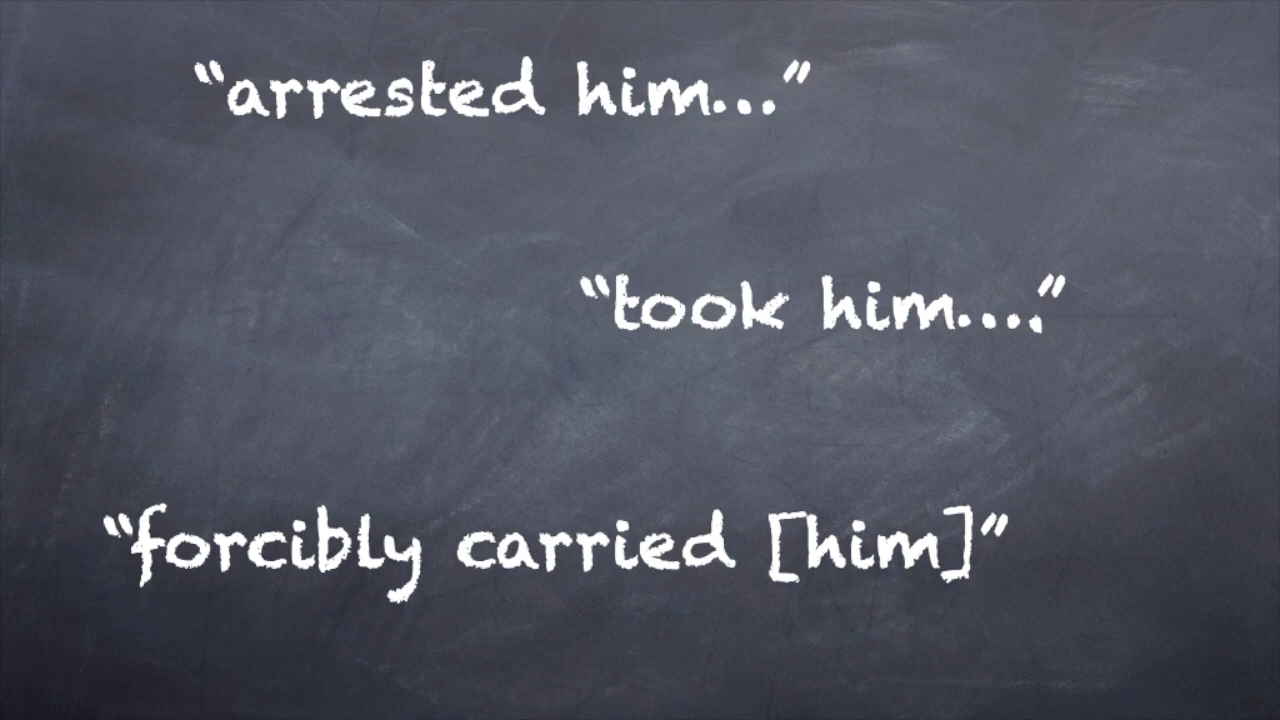 “arrested him...”
“took him....”
“forcibly carried [him]”